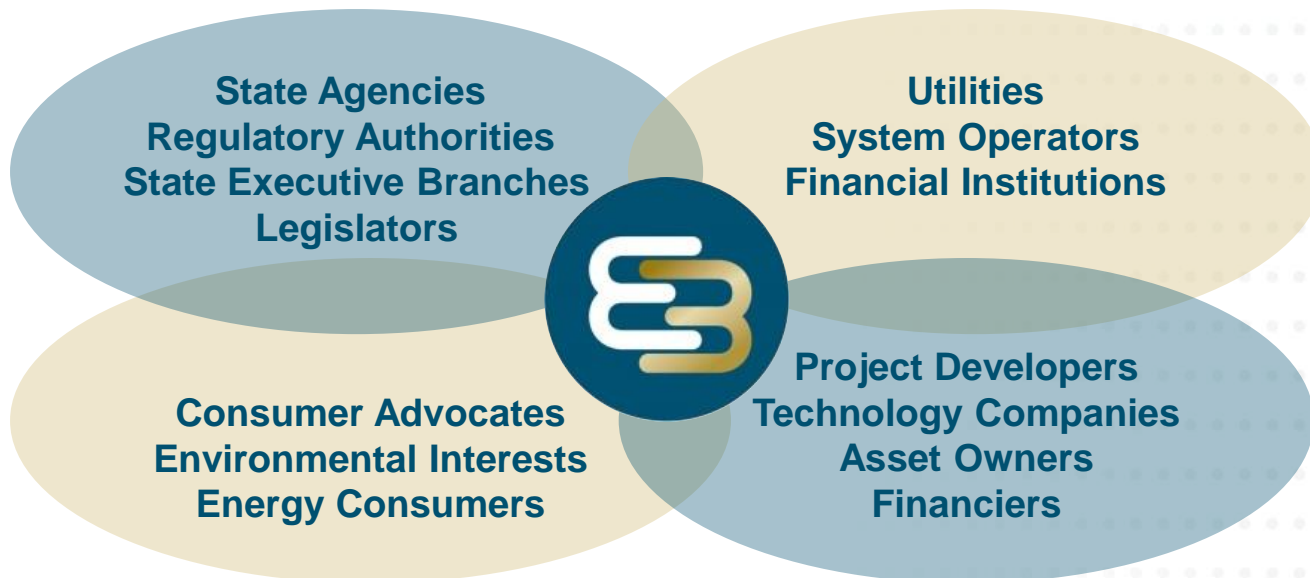 State Agencies
Regulatory Authorities
State Executive Branches
Legislators
Utilities
System Operators
Financial Institutions
Consumer Advocates
Environmental Interests
Energy Consumers
Project Developers
Technology Companies
Asset Owners
Financiers